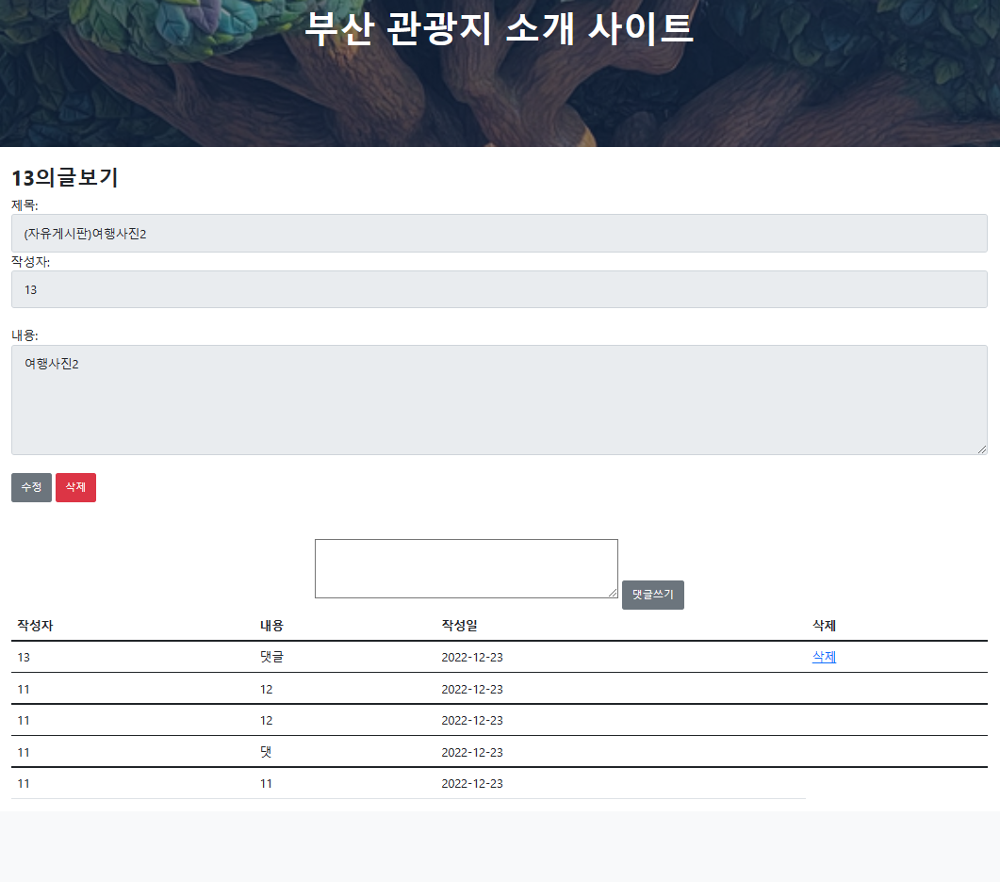 부산 관광지 소개 사이트
13의글보기
제목:
(자유게시판)여행사진2
작성자:
13
내용:
여행사진2
수정 삭제
댓글쓰기
작성자 내용 작성일 삭제
13 댓글 2022-12-23 삭제
11 12 2022-12-23
11 12 2022-12-23
11 댓 2022-12-23
11 11 2022-12-23